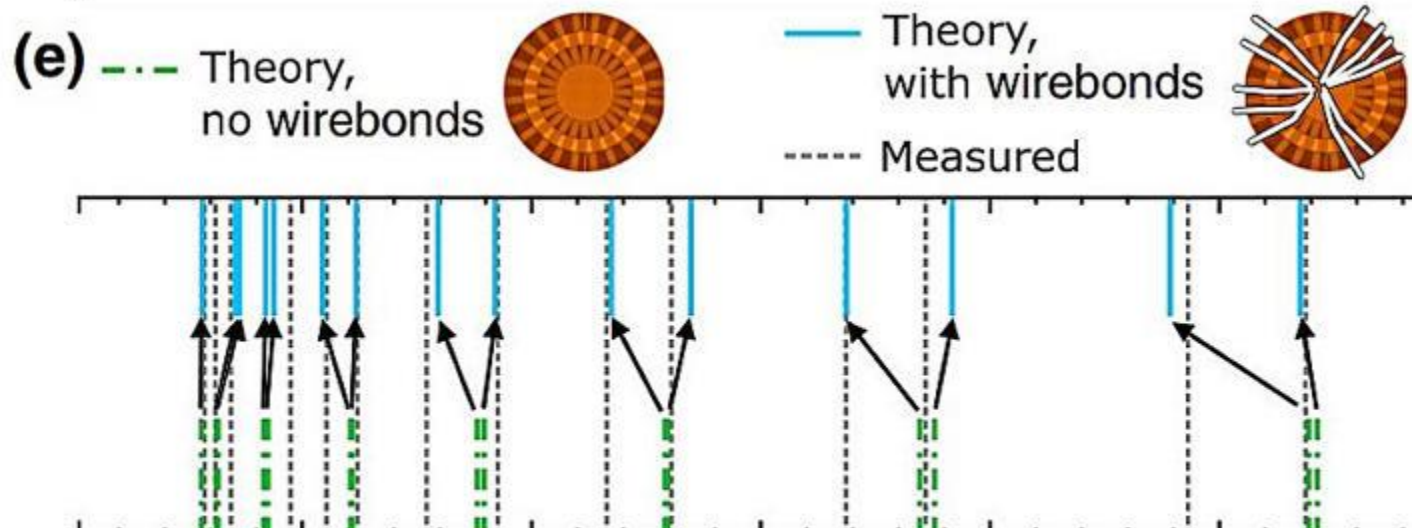 (e)
Theory,
no wirebonds
Theory,
with wirebonds
Measured